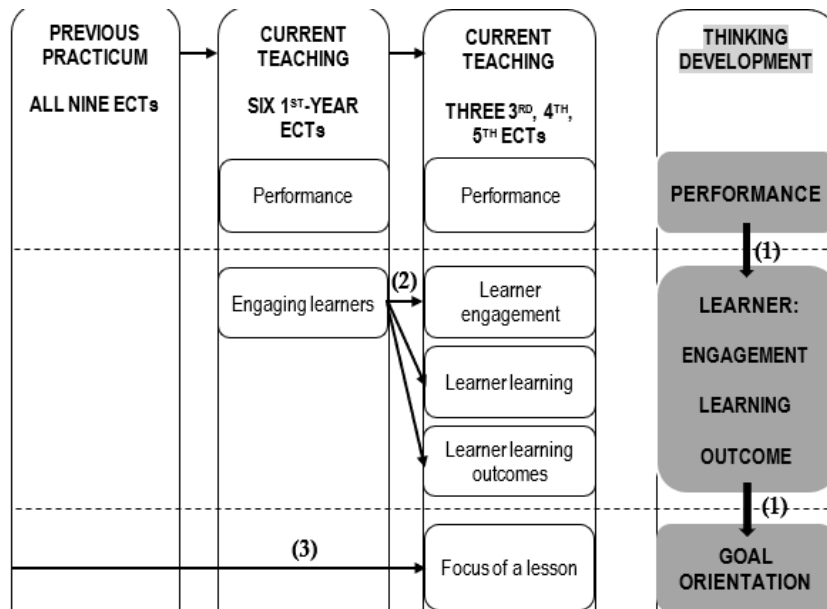 PREVIOUS
PRACTICUM
ALL NINE ECTs
CURRENT
TEACHING
SIX 1ST-YEAR
ECTs
CURRENT
TEACHING
THREE 3RD, 4TH,
5TH ECTs
THINKING
DEVELOPMENT
Performance
Performance
PERFORMANCE
(1)
Engaging learners
(2)
Learner
engagement
Learner learning
Learner learning
outcomes
LEARNER:
ENGAGEMENT
LEARNING
OUTCOME
(1)
(3)
Focus of a lesson
GOAL
ORIENTATION